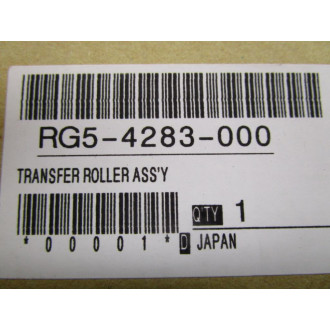 RG5-4283-000
TRANSFER ROLLER ASS'Y
QTY 1
*00001* D JAPAN